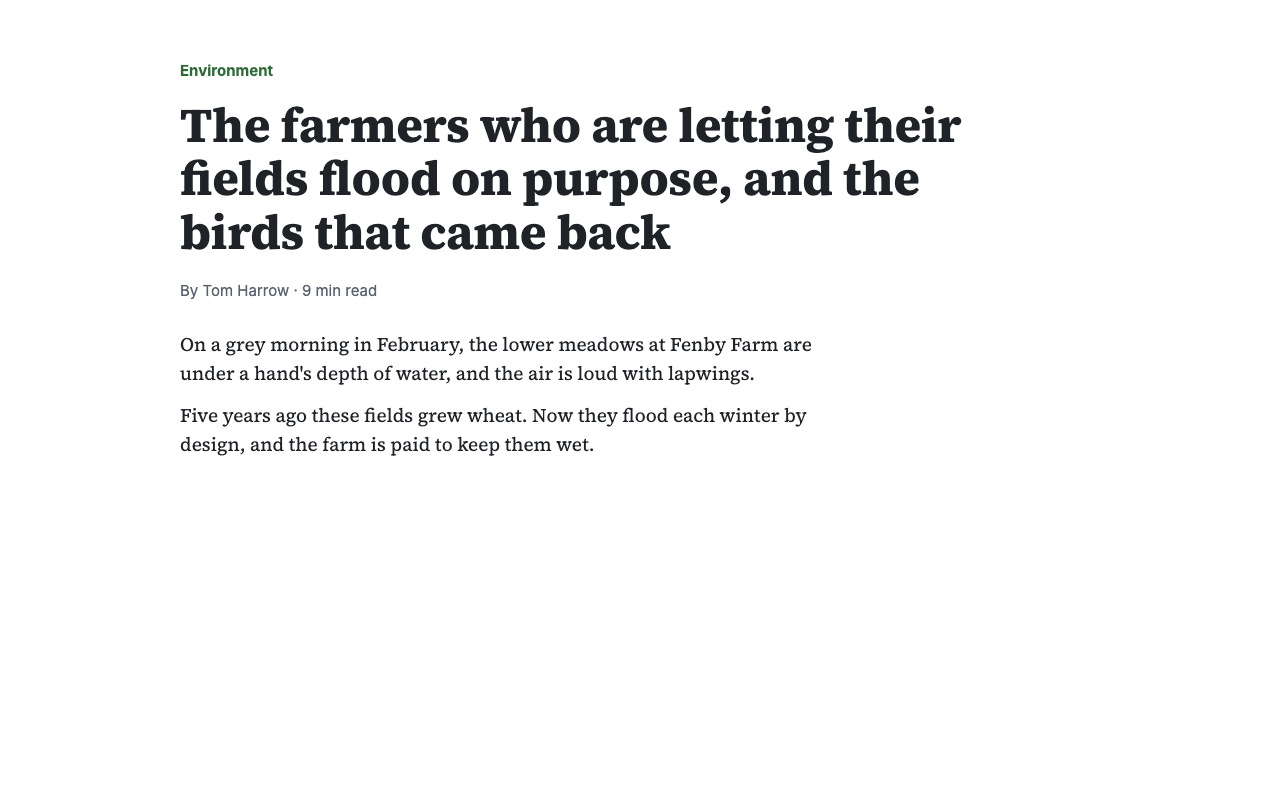 Environment
The farmers who are letting their
fields flood on purpose, and the
birds that came back
By Tom Harrow · 9 min read
On a grey morning in February, the lower meadows at Fenby Farm are
under a hand's depth of water, and the air is loud with lapwings.
Five years ago these fields grew wheat. Now they flood each winter by
design, and the farm is paid to keep them wet.